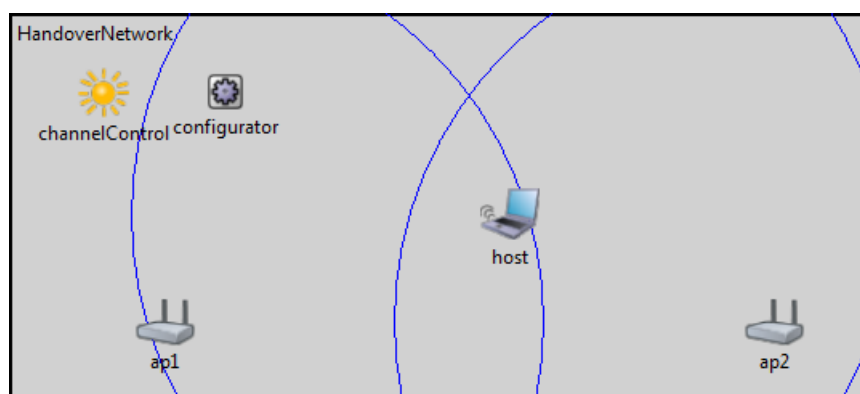 HandoverNetwork
channelControl
configurator
host
ap1
ap2